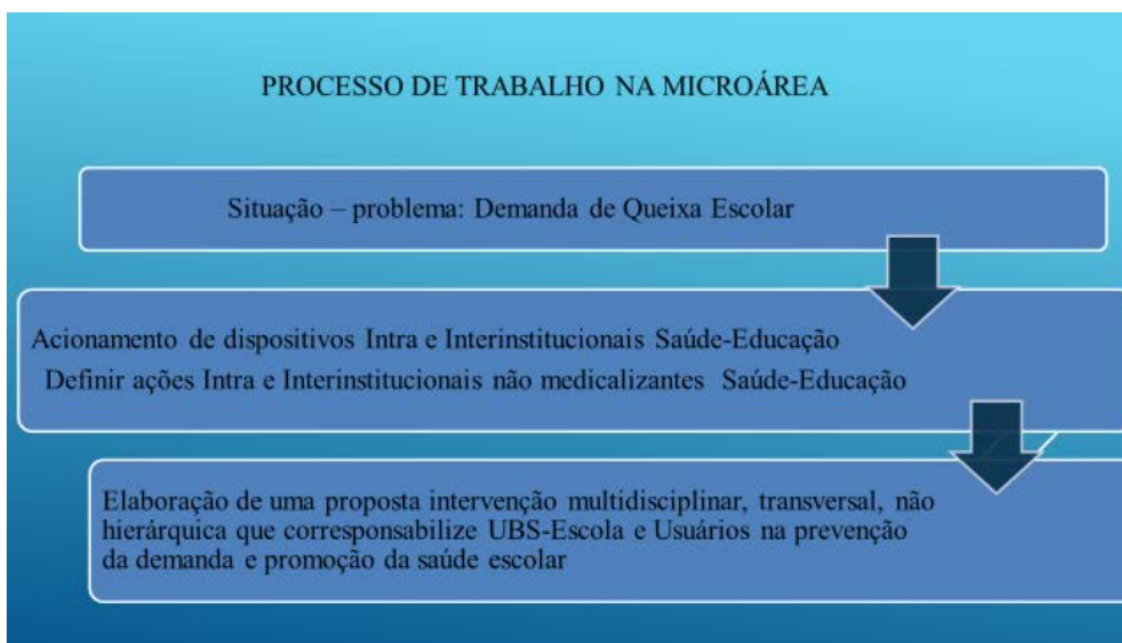 PROCESSO DE TRABALHO NA MICROÁREA
Situação – problema: Demanda de Queixa Escolar
Acionamento de dispositivos Intra e Interinstitucionais Saúde-Educação
Definir ações Intra e Interinstitucionais não medicalizantes Saúde-Educação
Elaboração de uma proposta intervenção multidisciplinar, transversal, não
hierárquica que corresponsabilize UBS-Escola e Usuários na prevenção
da demanda e promoção da saúde escolar